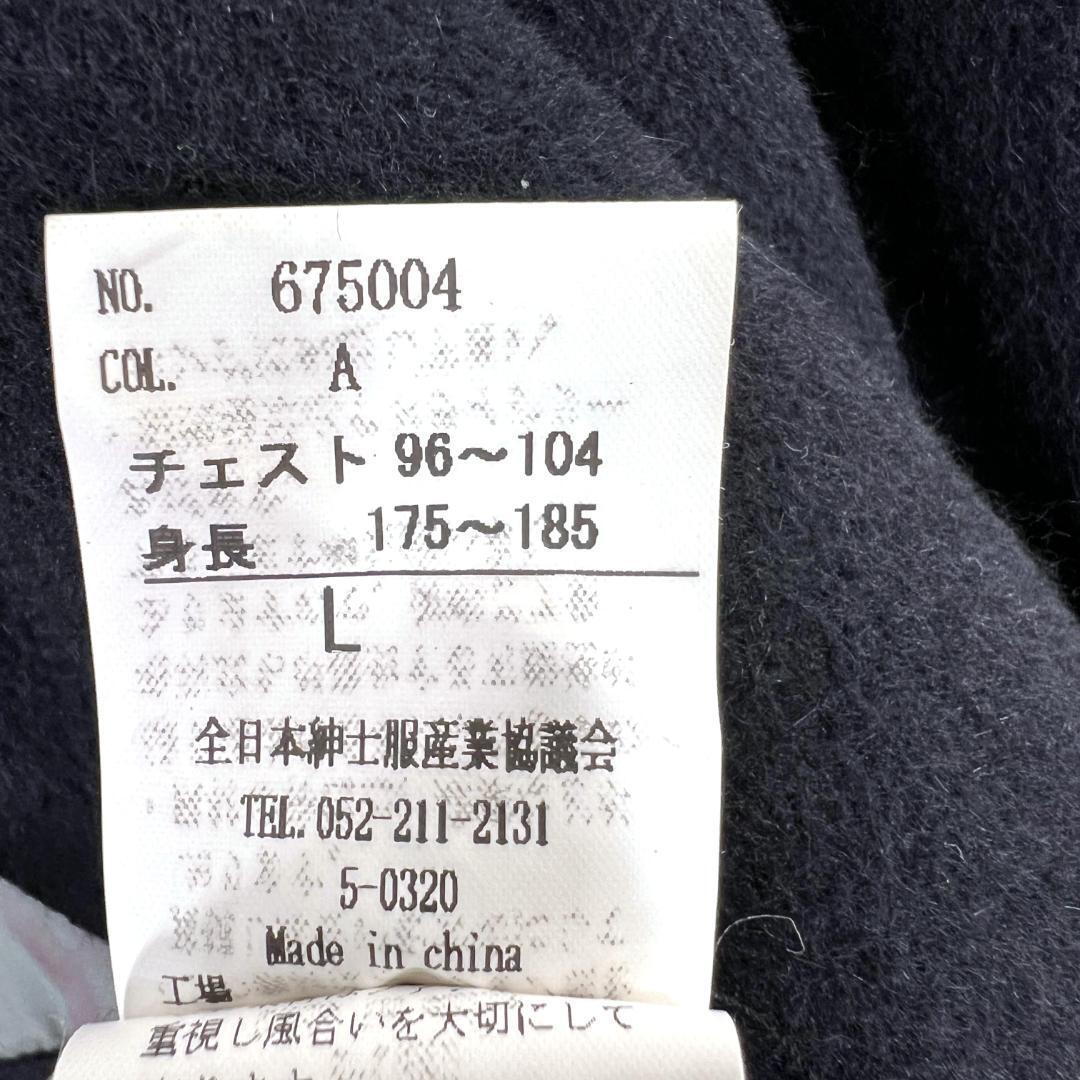 NO. 675004
COL. A
チェスト 96〜104
身長 175〜185
L
全日本紳士服産業協議会
TEL. 052-211-2131
5-0320
Made in china
工場
重視し風合いを大切にして